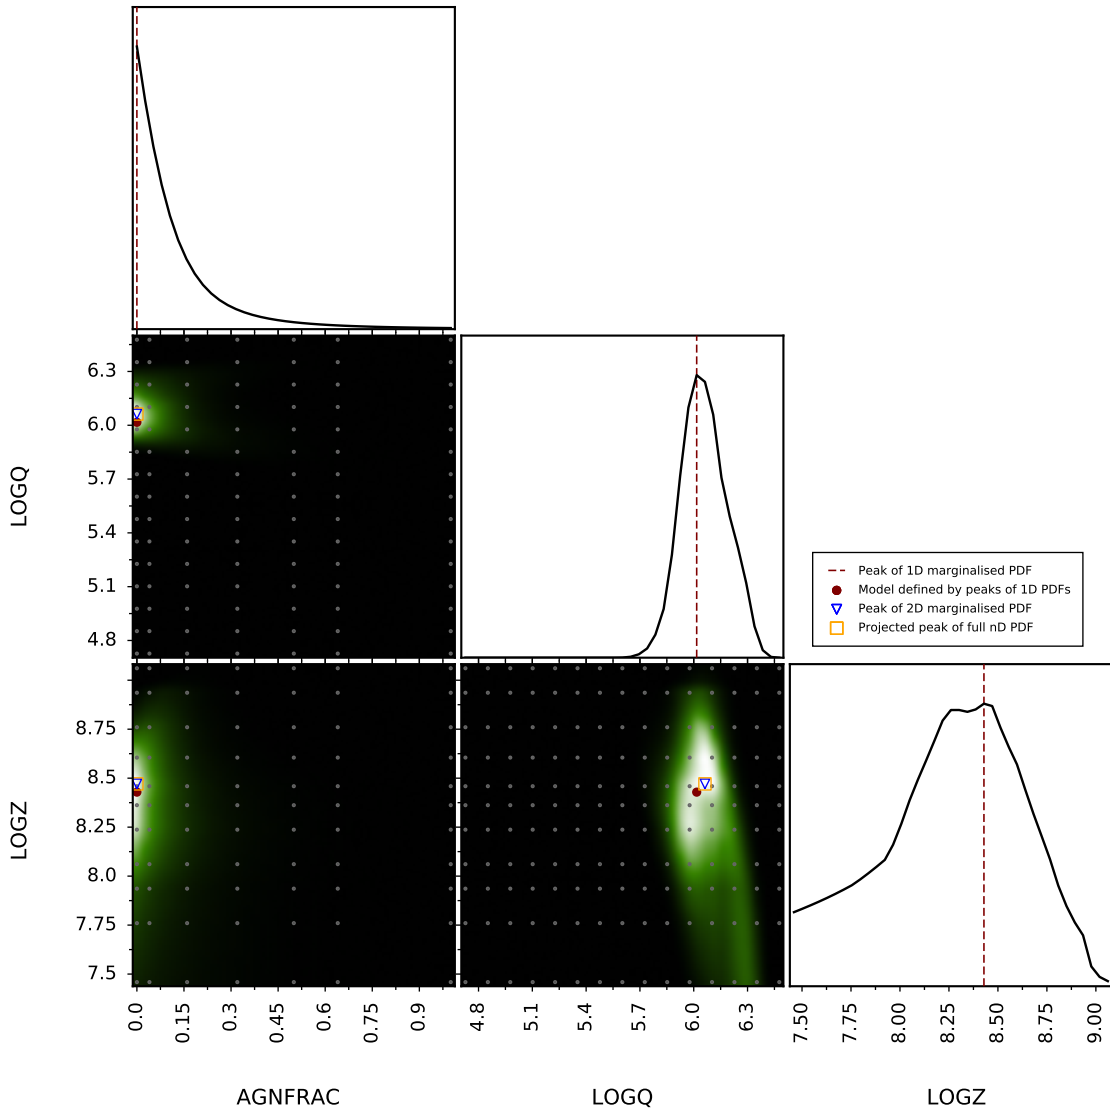 6.3
6.0
5.7
5.4
5.1
4.8
LOGQ
Peak of 1D marginalised PDF
Model defined by peaks of 1D PDFs
Peak of 2D marginalised PDF
Projected peak of full nD PDF
8.75
8.5
8.25
8.0
7.75
7.5
LOGZ
0.0 0.15 0.3 0.45 0.6 0.75 0.9
4.8 5.1 5.4 5.7 6.0 6.3
7.50 7.75 8.00 8.25 8.50 8.75 9.00
AGNFRAC LOGQ LOGZ